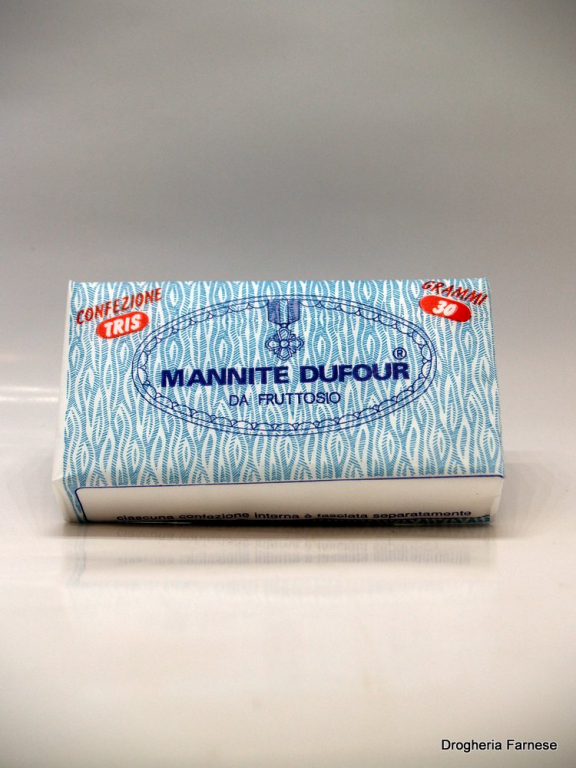 CONFEZIONE
TRIS
GRAMMI
30
MANNITE DUFOUR®
DA FRUTTOSIO
ciascuna confezione interna è fasciata separatamente
Drogheria Farnese